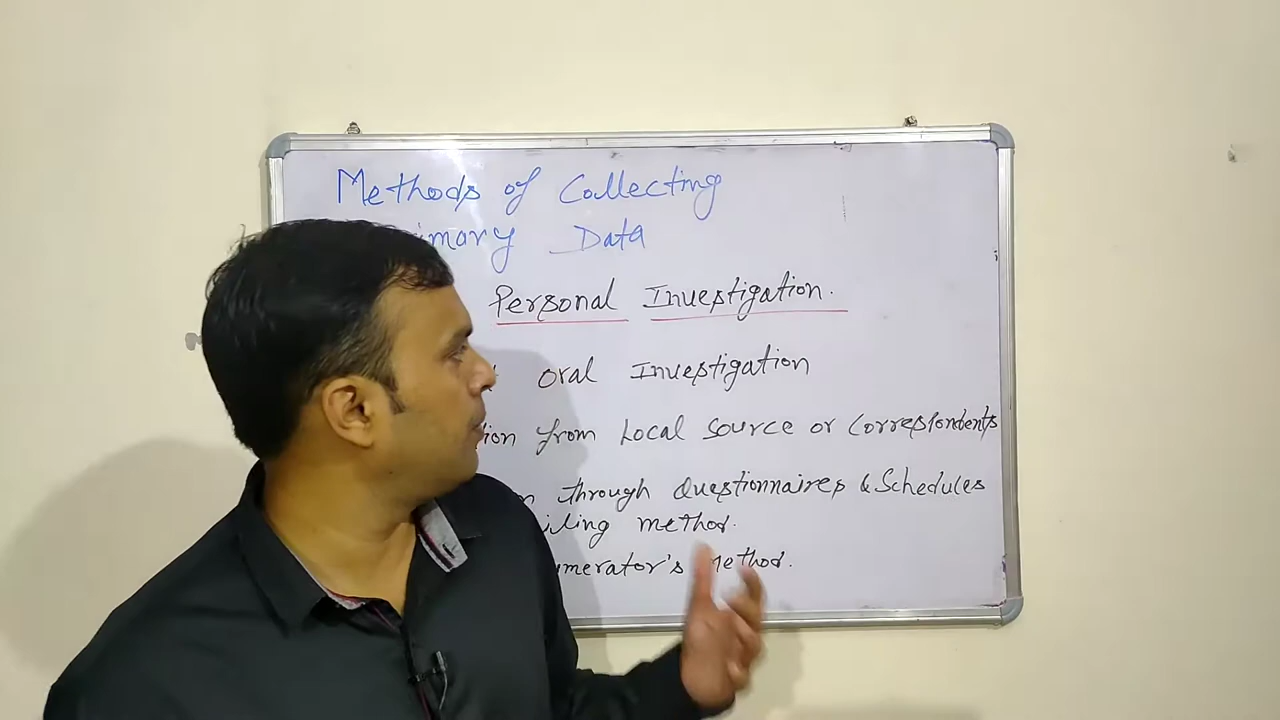 Methods of Collecting
imary Data
Personal Investigation.
oral Investigation
tion from Local Source or Correspondents
n through Questionnaires & Schedules
iling method.
umerator's method.